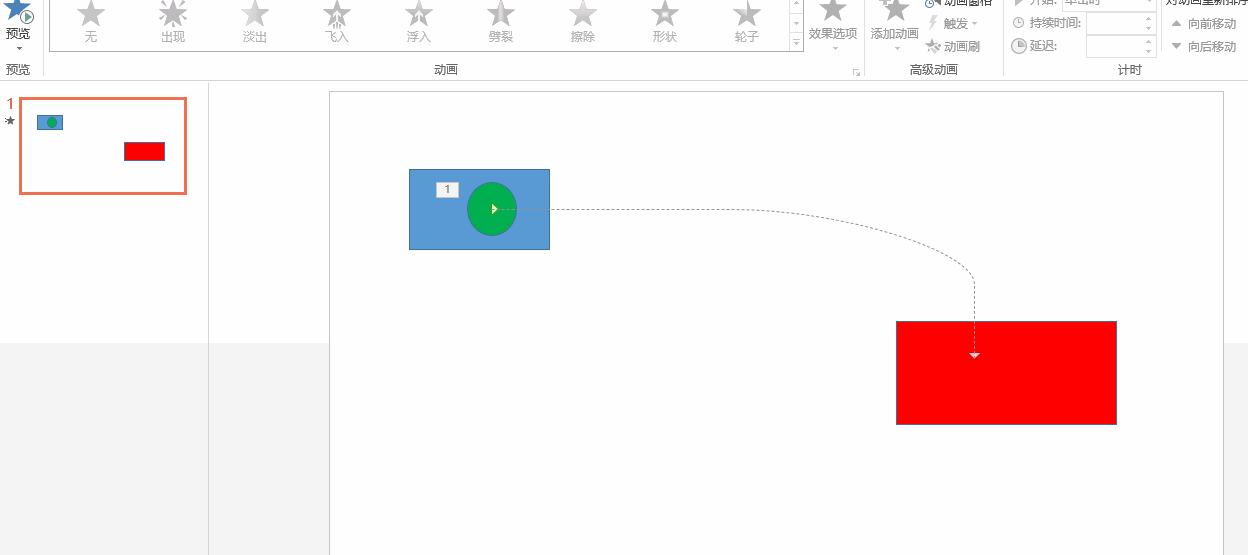 动画窗格
开始: 单击时
对动画重新排序
预览
无
出现
淡出
飞入
浮入
劈裂
擦除
形状
轮子
效果选项
添加动画
触发
动画刷
持续时间:
延迟:
向前移动
向后移动
预览
动画
高级动画
计时
1
1